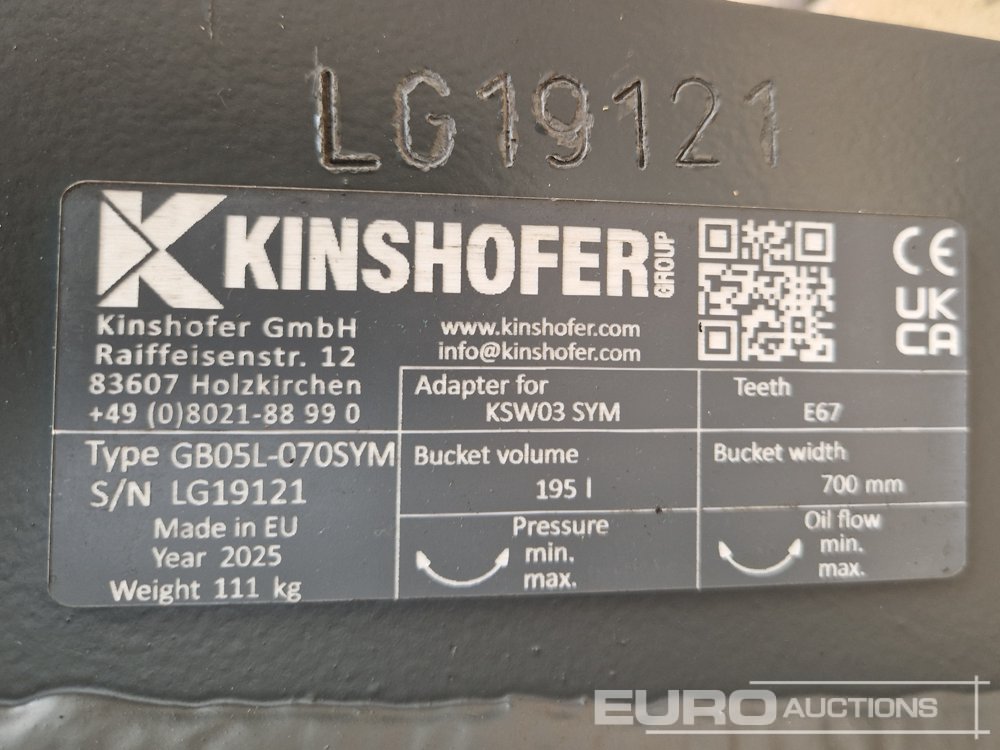 LG19121
KINSHOFER GROUP
Kinshofer GmbH
Raiffeisenstr. 12
83607 Holzkirchen
+49 (0)8021-88 99 0
www.kinshofer.com
info@kinshofer.com
CE
UK
CA
Adapter for
KSW03 SYM
Teeth
E67
Type GB05L-070SYM
S/N LG19121
Made in EU
Year 2025
Weight 111 kg
Bucket volume
195 l
Bucket width
700 mm
Pressure
min.
max.
Oil flow
min.
max.
EURO AUCTIONS